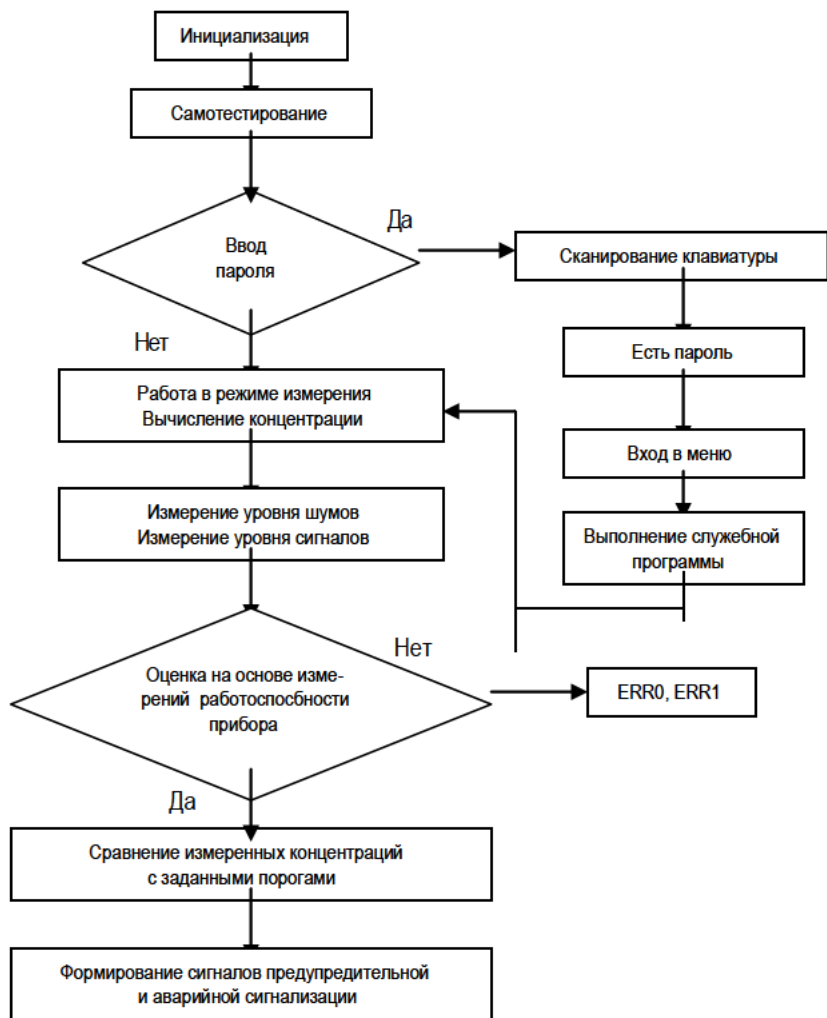 Инициализация
Самотестирование
Ввод
пароля
Да
Сканирование клавиатуры
Нет
Есть пароль
Работа в режиме измерения
Вычисление концентрации
Вход в меню
Измерение уровня шумов
Измерение уровня сигналов
Выполнение служебной
программы
Нет
Оценка на основе изме-
рений работоспосбности
прибора
ERR0, ERR1
Да
Сравнение измеренных концентраций
с заданными порогами
Формирование сигналов предупредительной
и аварийной сигнализации